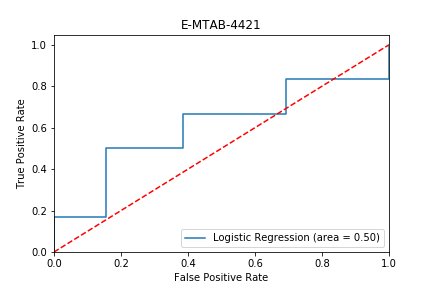 E-MTAB-4421
True Positive Rate
1.0
0.8
0.6
0.4
0.2
0.0
Logistic Regression (area = 0.50)
0.0 0.2 0.4 0.6 0.8 1.0
False Positive Rate